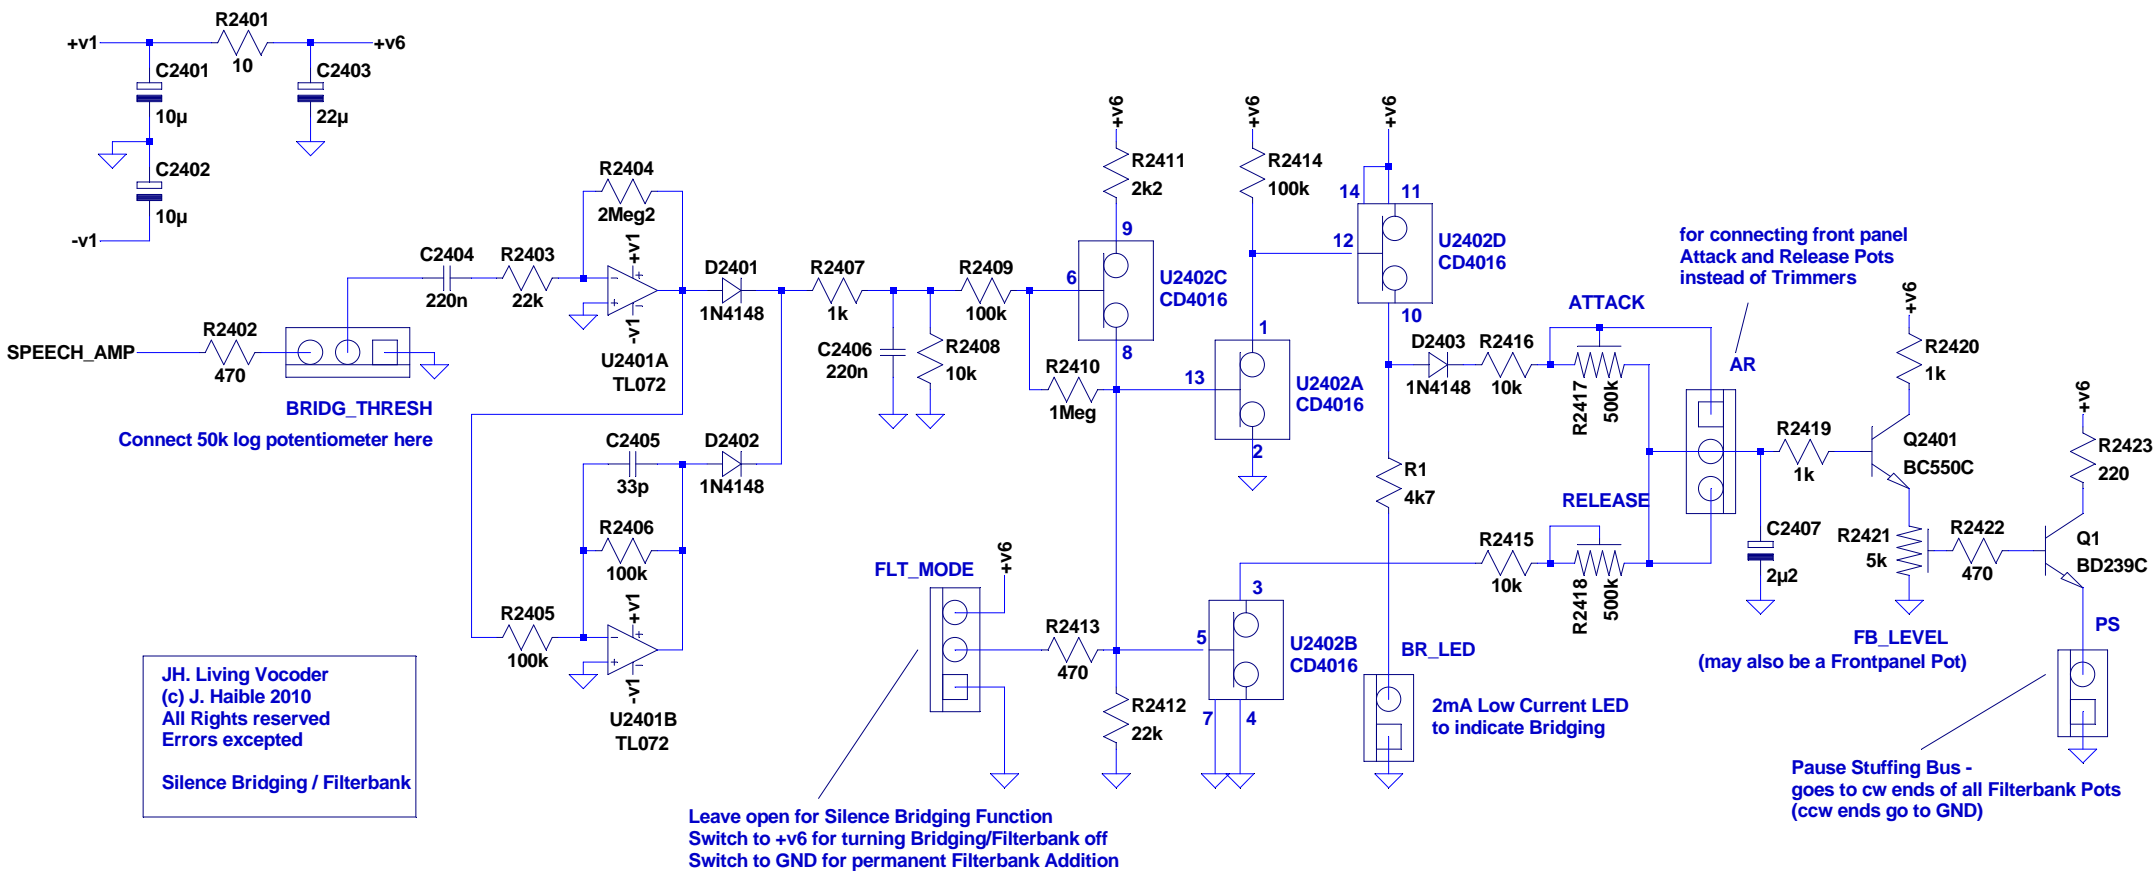 R2401
+v1
+v6
10
C2401
C2403
10µ
22µ
C2402
10µ
-v1
SPEECH_AMP
R2402
470
BRIDG_THRESH
Connect 50k log potentiometer here
C2404
220n
R2403
22k
R2404
2Meg2
+v1
-v1
U2401A
TL072
D2401
1N4148
C2405
33p
D2402
1N4148
R2406
100k
R2405
100k
+v1
-v1
U2401B
TL072
R2407
1k
C2406
220n
R2408
10k
R2409
100k
R2410
1Meg
+v6
R2411
2k2
9
6
8
U2402C
CD4016
+v6
R2414
100k
1
13
2
U2402A
CD4016
+v6
14
11
12
10
U2402D
CD4016
D2403
1N4148
R2416
10k
ATTACK
R2417
500k
R1
4k7
RELEASE
R2415
10k
R2418
500k
for connecting front panel
Attack and Release Pots
instead of Trimmers
AR
R2419
1k
C2407
2µ2
+v6
R2420
1k
Q2401
BC550C
R2421
5k
R2422
470
+v6
R2423
220
Q1
BD239C
FB_LEVEL
(may also be a Frontpanel Pot)
PS
FLT_MODE
+v6
R2413
470
R2412
22k
3
5
7
4
U2402B
CD4016
BR_LED
2mA Low Current LED
to indicate Bridging
Pause Stuffing Bus -
goes to cw ends of all Filterbank Pots
(ccw ends go to GND)
JH. Living Vocoder
(c) J. Haible 2010
All Rights reserved
Errors excepted
Silence Bridging / Filterbank
Leave open for Silence Bridging Function
Switch to +v6 for turning Bridging/Filterbank off
Switch to GND for permanent Filterbank Addition